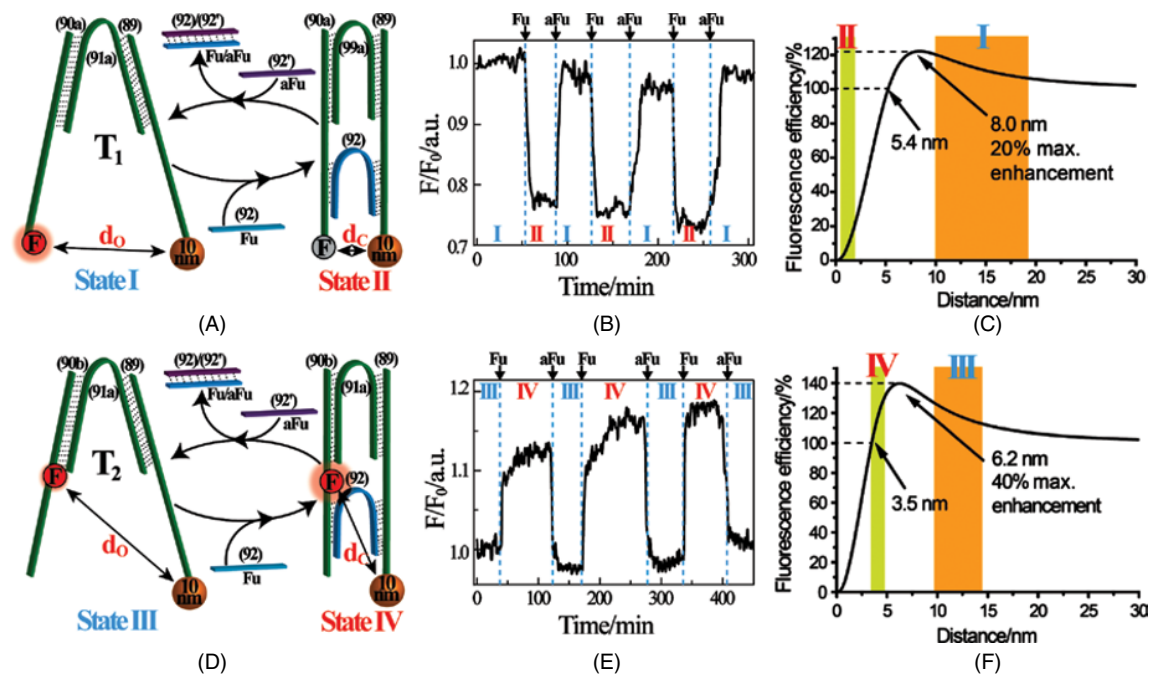 (90a)
(89)
(91a)
T₁
F
d_O
10
nm
State I
(92)/(92')
Fu/aFu
(92')
aFu
(92)
Fu
(90a)
(89)
(99a)
(92)
F
d_C
10
nm
State II
(A)
Fu aFu Fu aFu Fu aFu
F/F₀/a.u.
1.0
0.9
0.8
0.7
I II I II I II I
0 100 200 300
Time/min
(B)
II I
Fluorescence efficiency/%
120
100
80
60
40
20
0
5.4 nm
8.0 nm
20% max.
enhancement
0 5 10 15 20 25 30
Distance/nm
(C)
(90b)
(89)
(91a)
F
T₂
d_O
10
nm
State III
(92)/(92')
Fu/aFu
(92')
aFu
(92)
Fu
(90b)
(89)
(91a)
F
(92)
d_C
10
nm
State IV
(D)
Fu aFu Fu aFu Fu aFu
F/F₀/a.u.
1.2
1.1
1.0
III IV III IV III IV III
0 100 200 300 400
Time/min
(E)
IV III
Fluorescence efficiency/%
140
120
100
80
60
40
20
0
3.5 nm
6.2 nm
40% max.
enhancement
0 5 10 15 20 25 30
Distance/nm
(F)